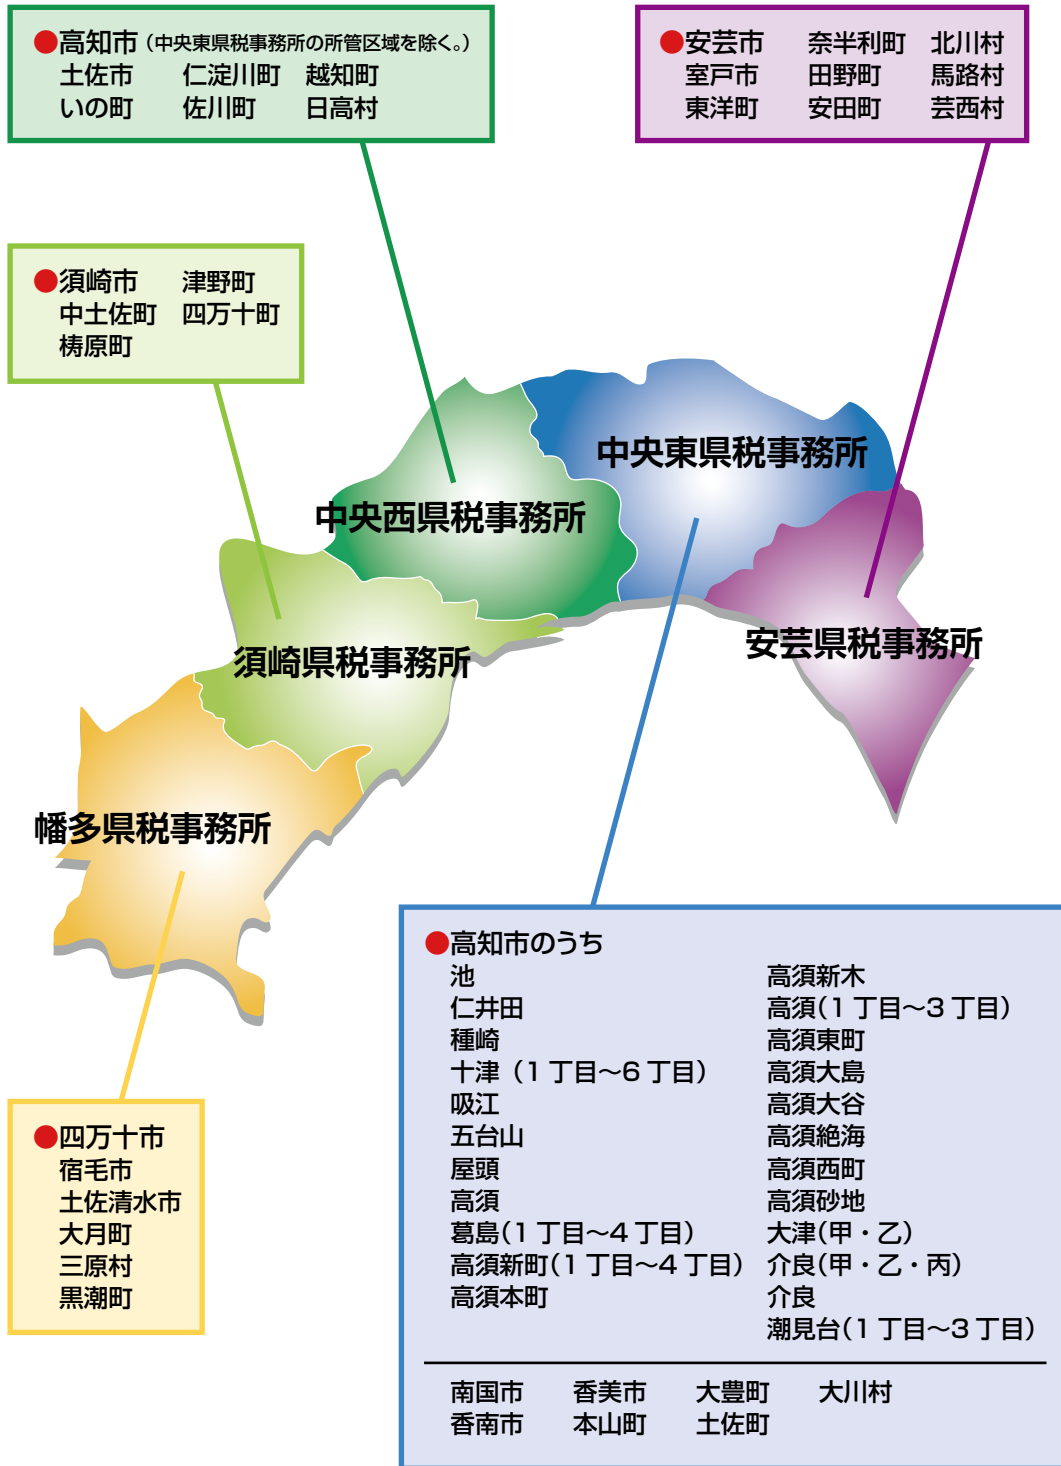 ●高知市（中央東県税事務所の所管区域を除く。）
土佐市 仁淀川町 越知町
いの町 佐川町 日高村
●安芸市 奈半利町 北川村
室戸市 田野町 馬路村
東洋町 安田町 芸西村
●須崎市 津野町
中土佐町 四万十町
梼原町
中央東県税事務所
中央西県税事務所
安芸県税事務所
須崎県税事務所
幡多県税事務所
●四万十市
宿毛市
土佐清水市
大月町
三原村
黒潮町
●高知市のうち
池
仁井田
種崎
十津（1丁目～6丁目）
吸江
五台山
屋頭
高須
葛島（1丁目～4丁目）
高須新町（1丁目～4丁目）
高須本町
高須新木
高須（1丁目～3丁目）
高須東町
高須大島
高須大谷
高須絶海
高須西町
高須砂地
大津（甲・乙）
介良（甲・乙・丙）
介良
潮見台（1丁目～3丁目）
南国市 香美市 大豊町 大川村
香南市 本山町 土佐町